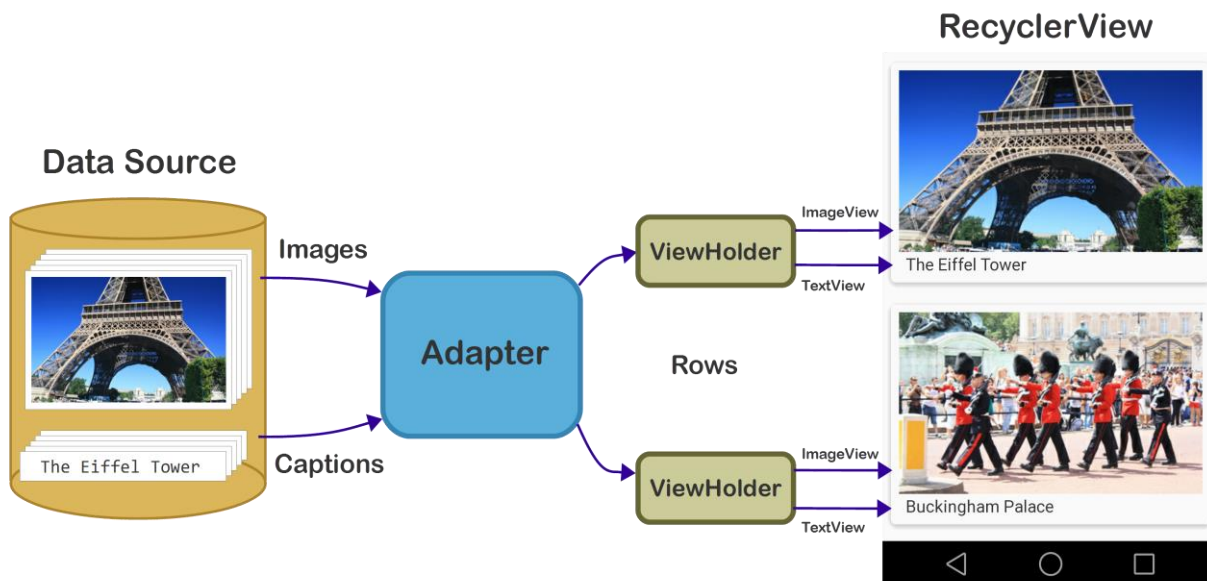 RecyclerView
Data Source
Images
The Eiffel Tower
Captions
Adapter
Rows
ViewHolder
ImageView
TextView
The Eiffel Tower
ViewHolder
ImageView
TextView
Buckingham Palace